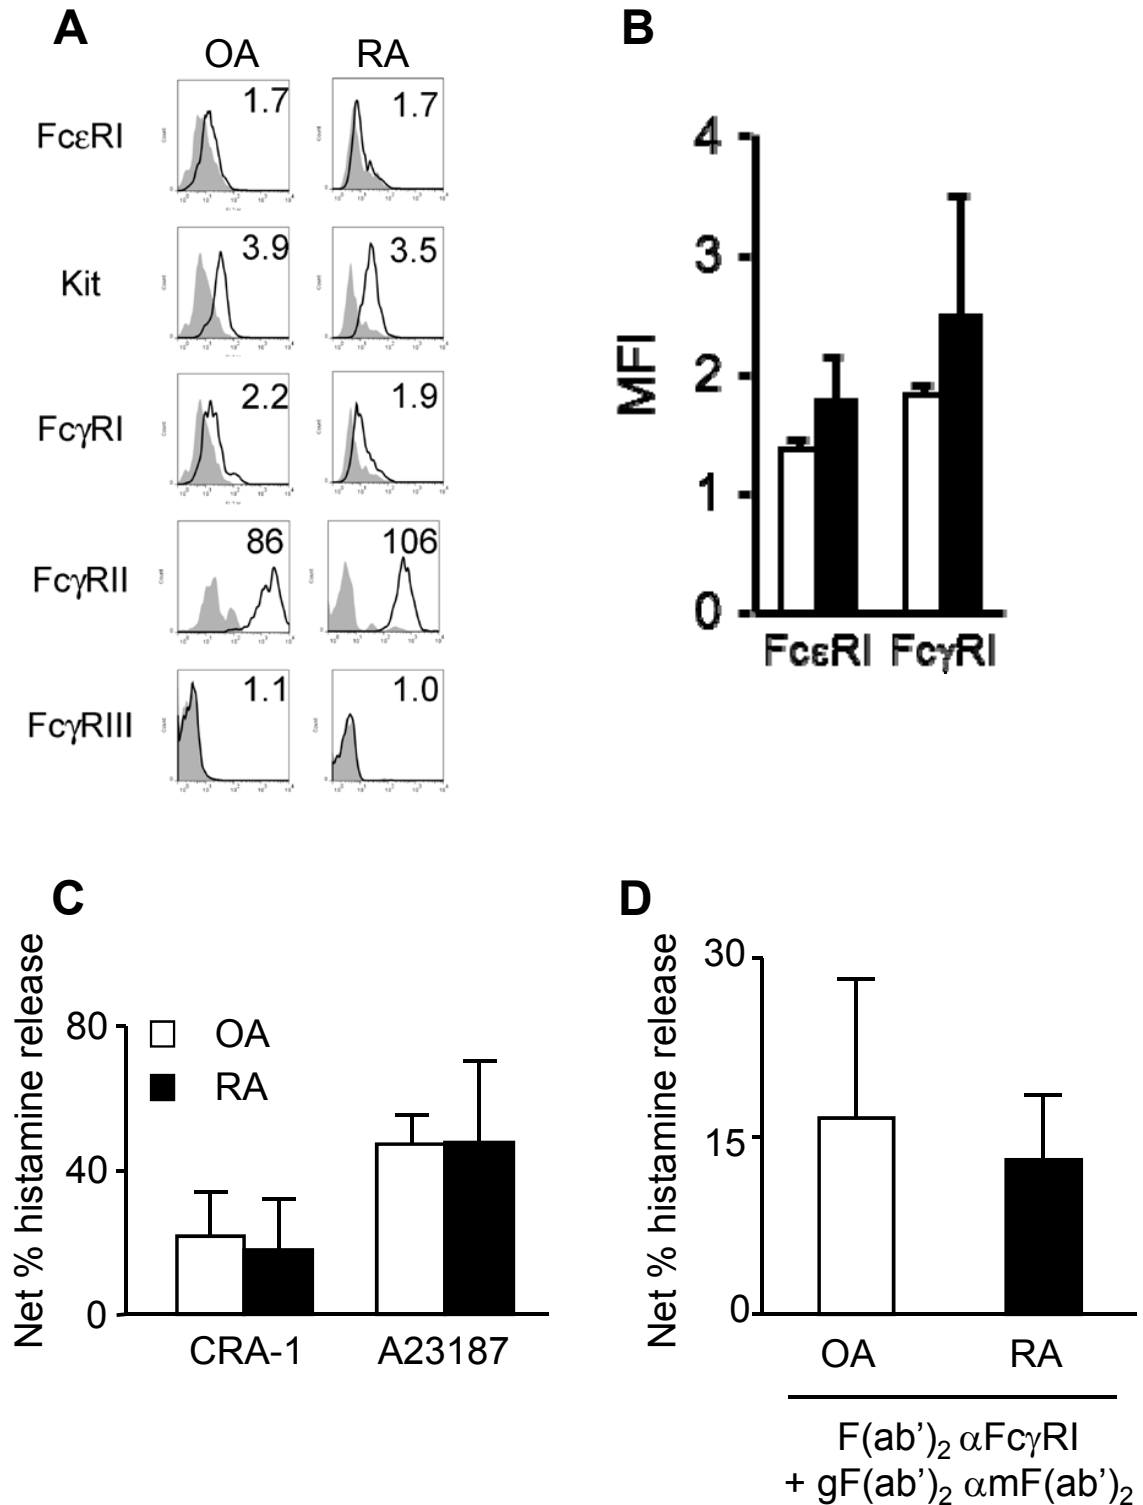 A
OA RA
FcεRI 1.7 1.7
Kit 3.9 3.5
FcγRI 2.2 1.9
FcγRII 86 106
FcγRIII 1.1 1.0
B
MFI
4
3
2
1
0
FcεRI FcγRI
C
Net % histamine release
80
40
0
OA
RA
CRA-1 A23187
D
Net % histamine release
30
15
0
OA RA
F(ab’)₂ αFcγRI
+ gF(ab’)₂ αmF(ab’)₂